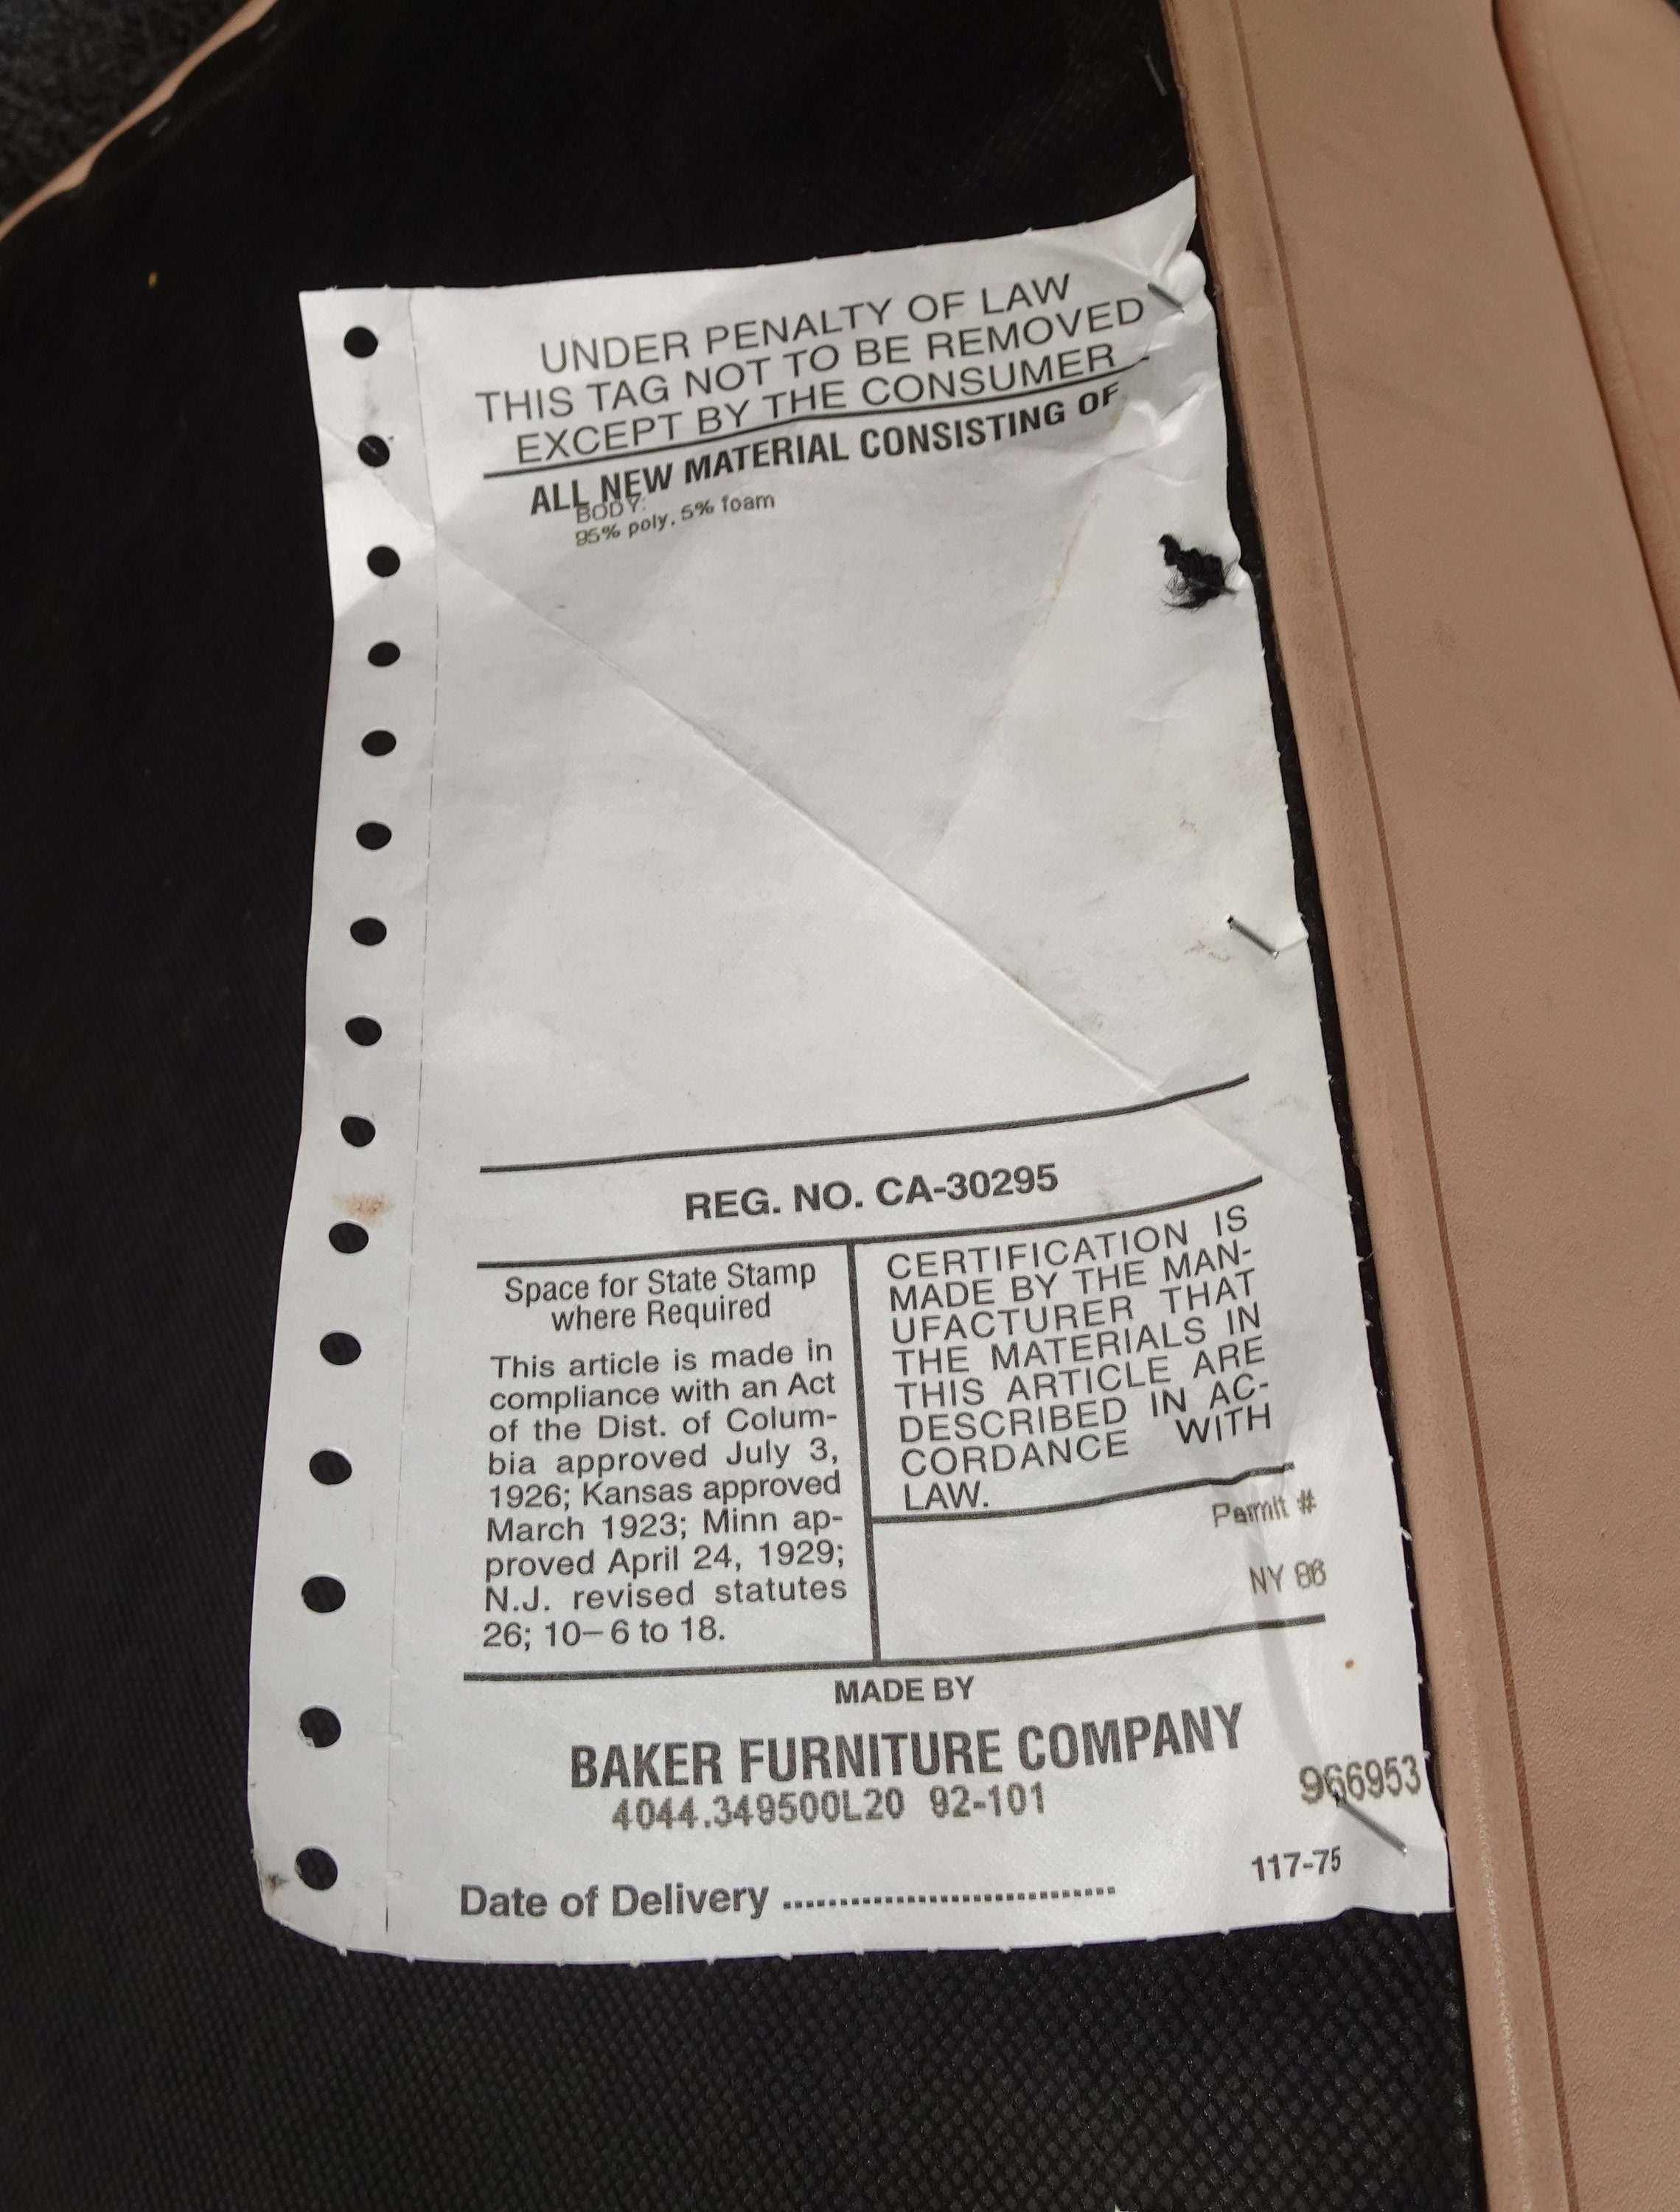 UNDER PENALTY OF LAW
THIS TAG NOT TO BE REMOVED
EXCEPT BY THE CONSUMER
ALL NEW MATERIAL CONSISTING OF
BODY:
95% poly, 5% foam
REG. NO. CA-30295
Space for State Stamp
where Required
This article is made in
compliance with an Act
of the Dist. of Colum-
bia approved July 3,
1926; Kansas approved
March 1923; Minn ap-
proved April 24, 1929;
N.J. revised statutes
26; 10–6 to 18.
CERTIFICATION IS
MADE BY THE MAN-
UFACTURER THAT
THE MATERIALS IN
THIS ARTICLE ARE
DESCRIBED IN AC-
CORDANCE WITH
LAW.
Permit #
NY
MADE BY
BAKER FURNITURE COMPANY
4044.349500L20 92-101
966953
117-75
Date of Delivery ..............................